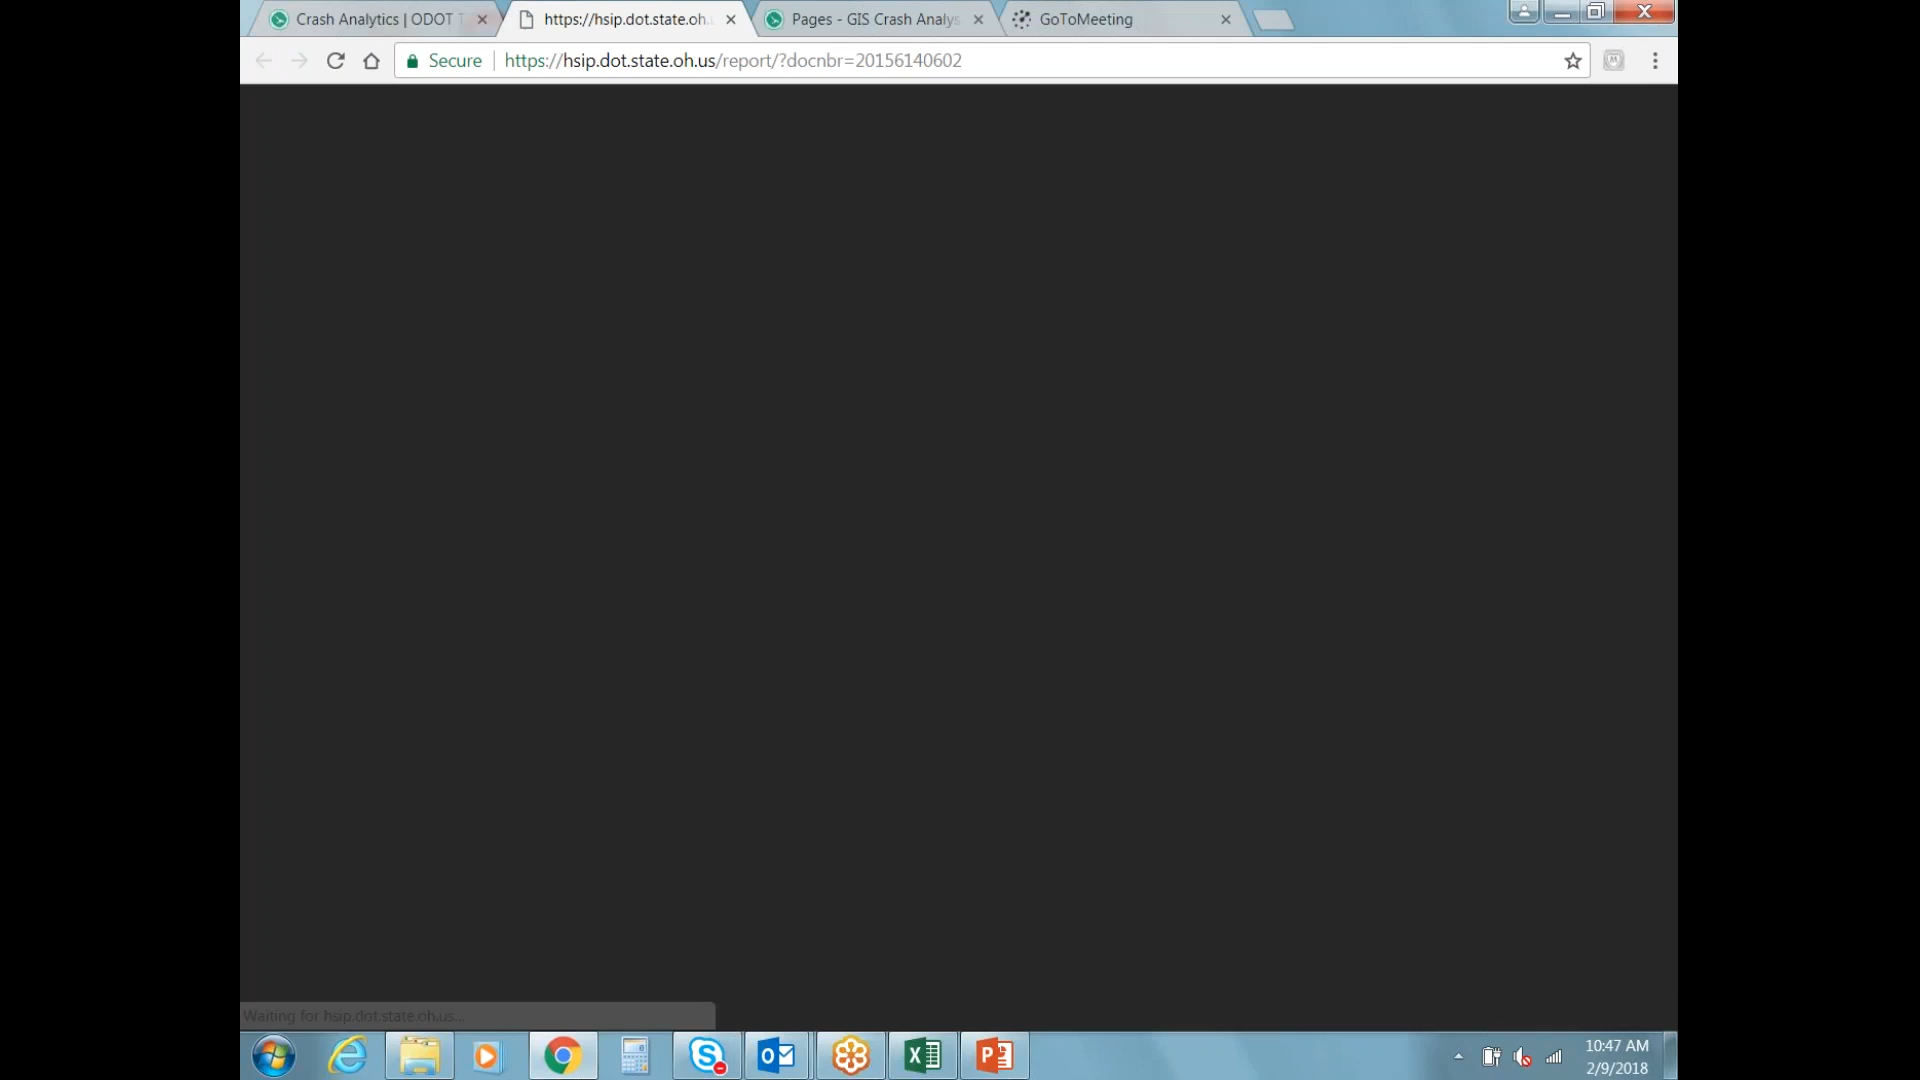 Crash Analytics | ODOT T
https://hsip.dot.state.oh.
Pages - GIS Crash Analys
GoToMeeting
Secure
https://hsip.dot.state.oh.us/report/?docnbr=20156140602
Waiting for hsip.dot.state.oh.us...
10:47 AM
2/9/2018